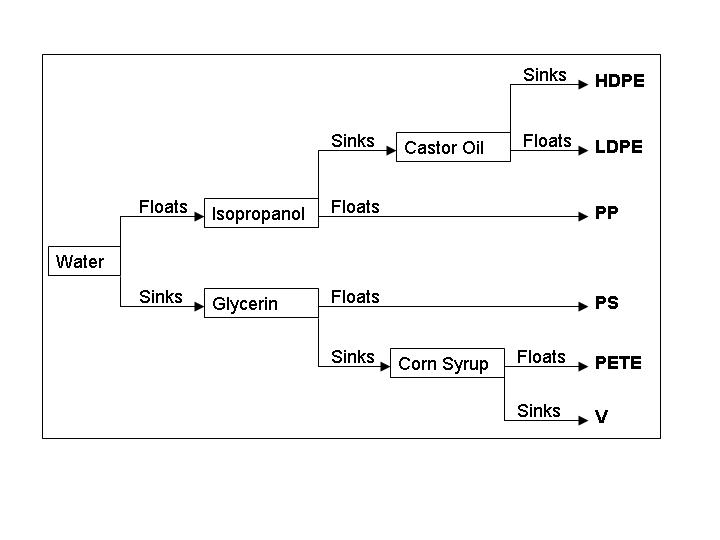 Sinks
HDPE
Sinks
Castor Oil
Floats
LDPE
Floats
Isopropanol
Floats
PP
Water
Sinks
Glycerin
Floats
PS
Sinks
Corn Syrup
Floats
PETE
Sinks
V